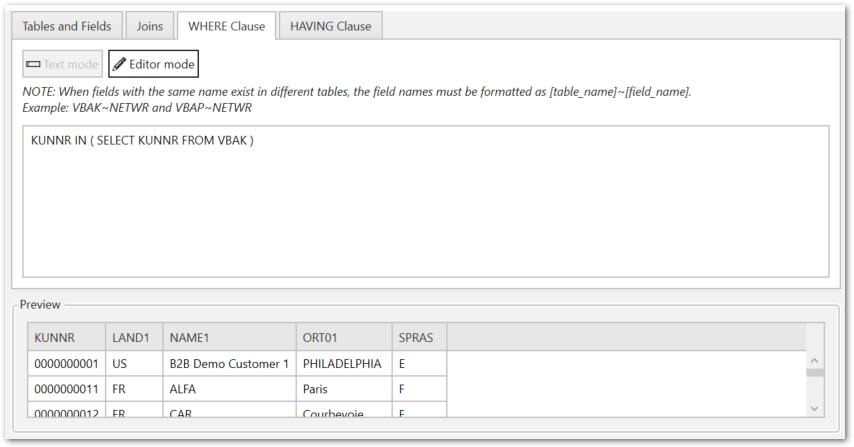 Tables and Fields Joins WHERE Clause HAVING Clause
Text mode Editor mode
NOTE: When fields with the same name exist in different tables, the field names must be formatted as [table_name]~[field_name].
Example: VBAK~NETWR and VBAP~NETWR
KUNNR IN ( SELECT KUNNR FROM VBAK )
Preview
KUNNR LAND1 NAME1 ORT01 SPRAS
0000000001 US B2B Demo Customer 1 PHILADELPHIA E
0000000011 FR ALFA Paris F
0000000012 FR CAR Courbevoie F